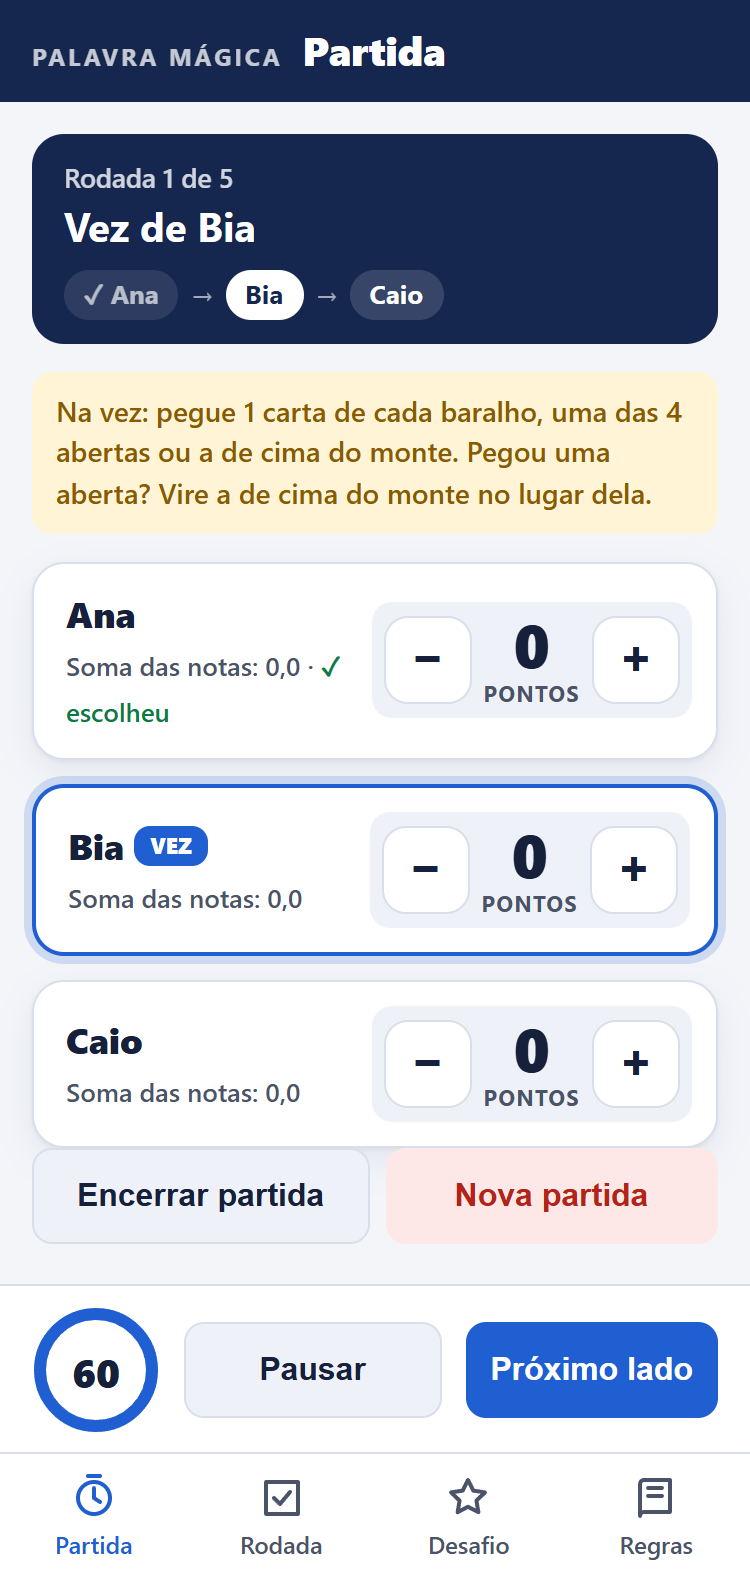 PALAVRA MÁGICA Partida
Rodada 1 de 5
Vez de Bia
✓ Ana → Bia → Caio
Na vez: pegue 1 carta de cada baralho, uma das 4
abertas ou a de cima do monte. Pegou uma
aberta? Vire a de cima do monte no lugar dela.
Ana
Soma das notas: 0,0 · ✓
escolheu
− 0 +
PONTOS
Bia VEZ
Soma das notas: 0,0
− 0 +
PONTOS
Caio
Soma das notas: 0,0
− 0 +
PONTOS
Encerrar partida Nova partida
60 Pausar Próximo lado
Partida Rodada Desafio Regras